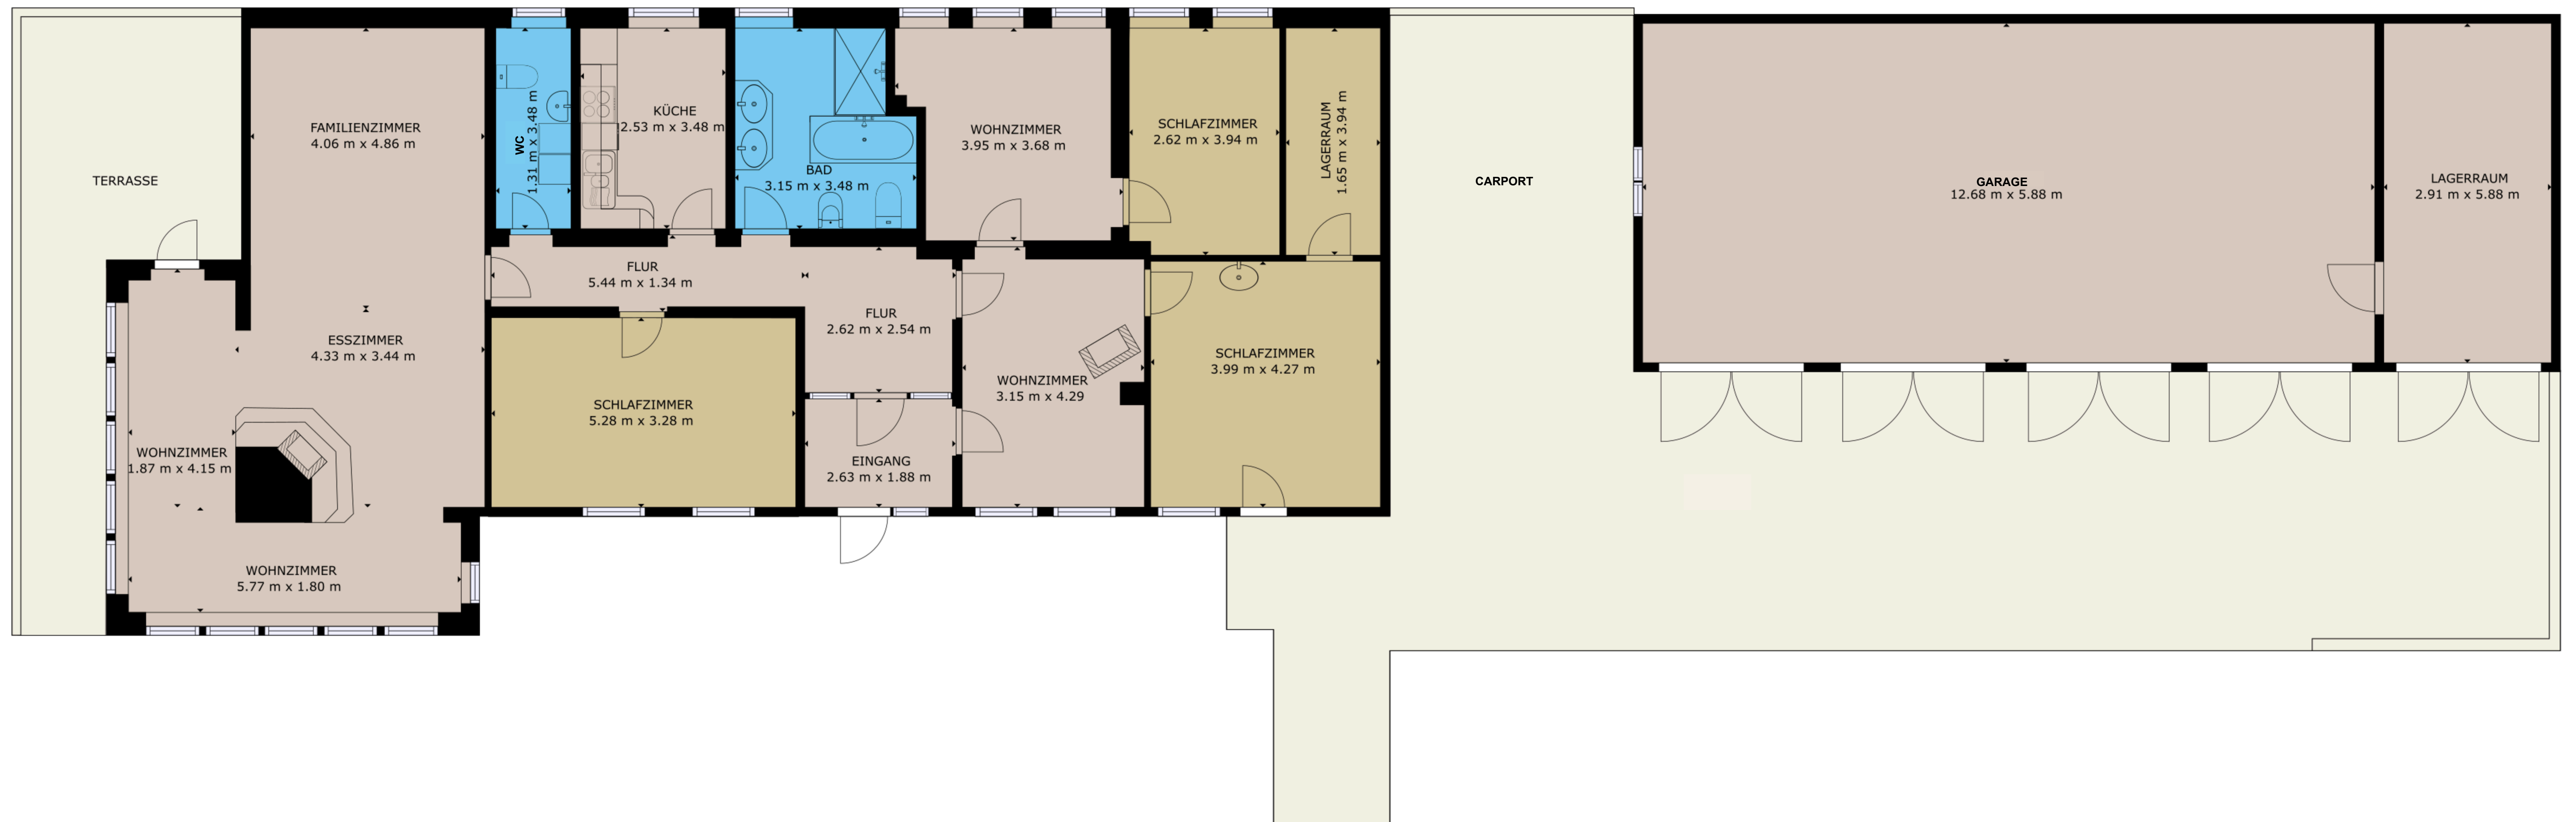 TERRASSE
FAMILIENZIMMER
4.06 m x 4.86 m
WC
1.31 m x 3.48 m
KÜCHE
2.53 m x 3.48 m
BAD
3.15 m x 3.48 m
WOHNZIMMER
3.95 m x 3.68 m
SCHLAFZIMMER
2.62 m x 3.94 m
LAGERRAUM
1.65 m x 3.94 m
CARPORT
GARAGE
12.68 m x 5.88 m
LAGERRAUM
2.91 m x 5.88 m
FLUR
5.44 m x 1.34 m
FLUR
2.62 m x 2.54 m
ESSZIMMER
4.33 m x 3.44 m
SCHLAFZIMMER
3.99 m x 4.27 m
WOHNZIMMER
3.15 m x 4.29
SCHLAFZIMMER
5.28 m x 3.28 m
WOHNZIMMER
1.87 m x 4.15 m
EINGANG
2.63 m x 1.88 m
WOHNZIMMER
5.77 m x 1.80 m